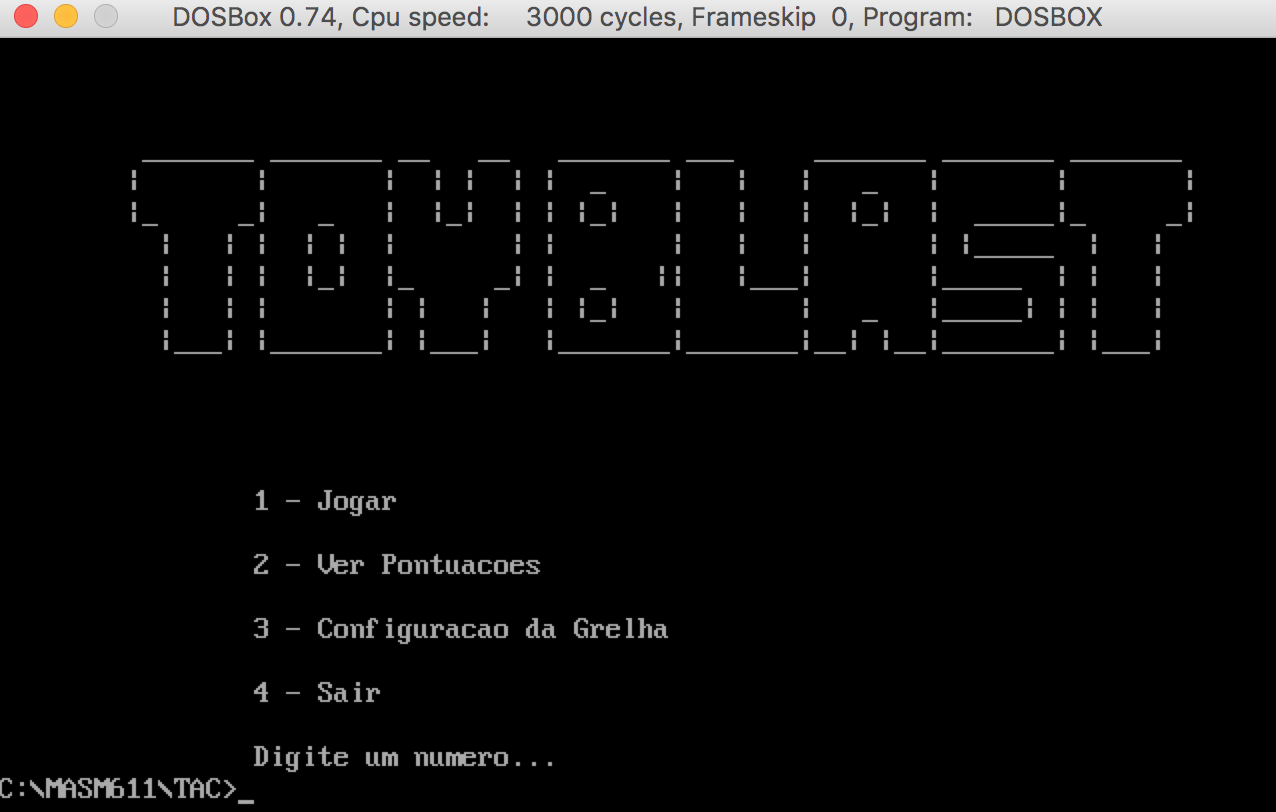 DOSBox 0.74, Cpu speed: 3000 cycles, Frameskip 0, Program: DOSBOX
TOYBLAST
1 - Jogar
2 - Ver Pontuacoes
3 - Configuracao da Grelha
4 - Sair
Digite um numero...
C:\MASM611\TAC>_